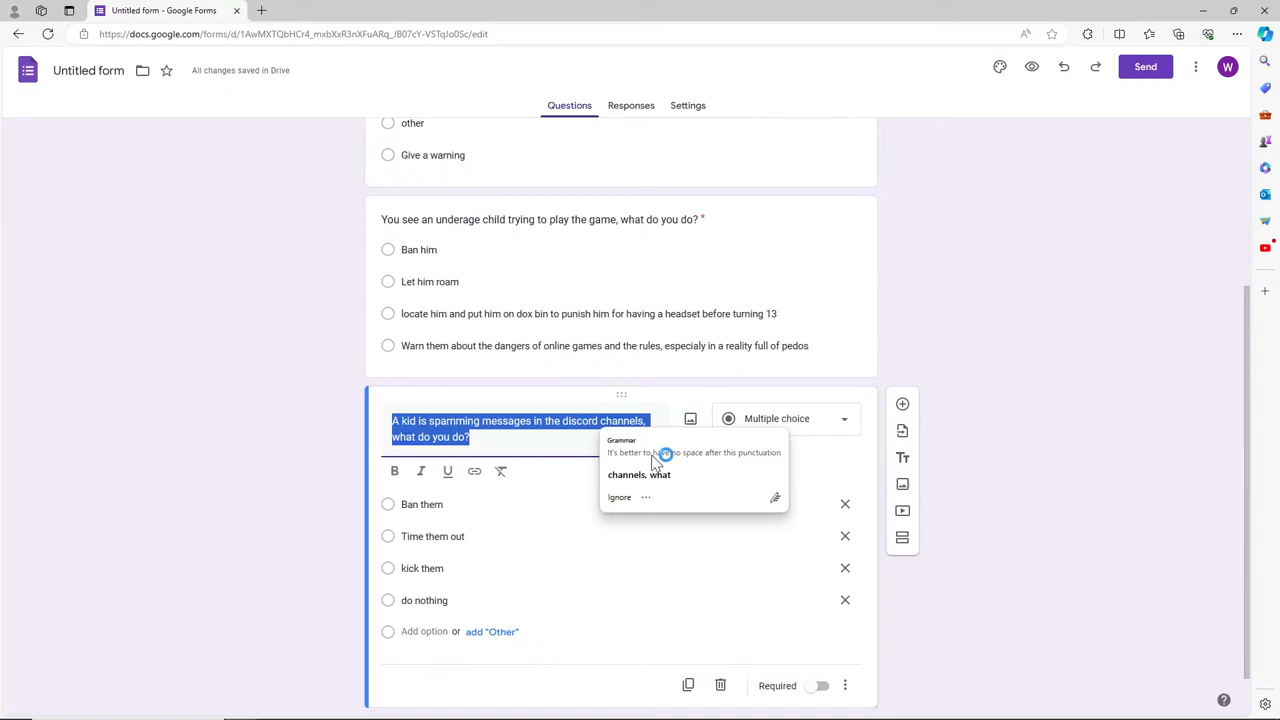 Untitled form - Google Forms
https://docs.google.com/forms/d/1AwMXTQbHCr4_mxbXxR3nXFuARq_JB07cY-VSTqJo0Sc/edit
Untitled form
All changes saved in Drive
Send
W
Questions
Responses
Settings
other
Give a warning
You see an underage child trying to play the game, what do you do? *
Ban him
Let him roam
locate him and put him on dox bin to punish him for having a headset before turning 13
Warn them about the dangers of online games and the rules, especialy in a reality full of pedos
A kid is spamming messages in the discord channels,
what do you do?
Multiple choice
Grammar
It's better to have no space after this punctuation
channels, what
Ignore
B I U
Ban them
Time them out
kick them
do nothing
Add option or add "Other"
Required